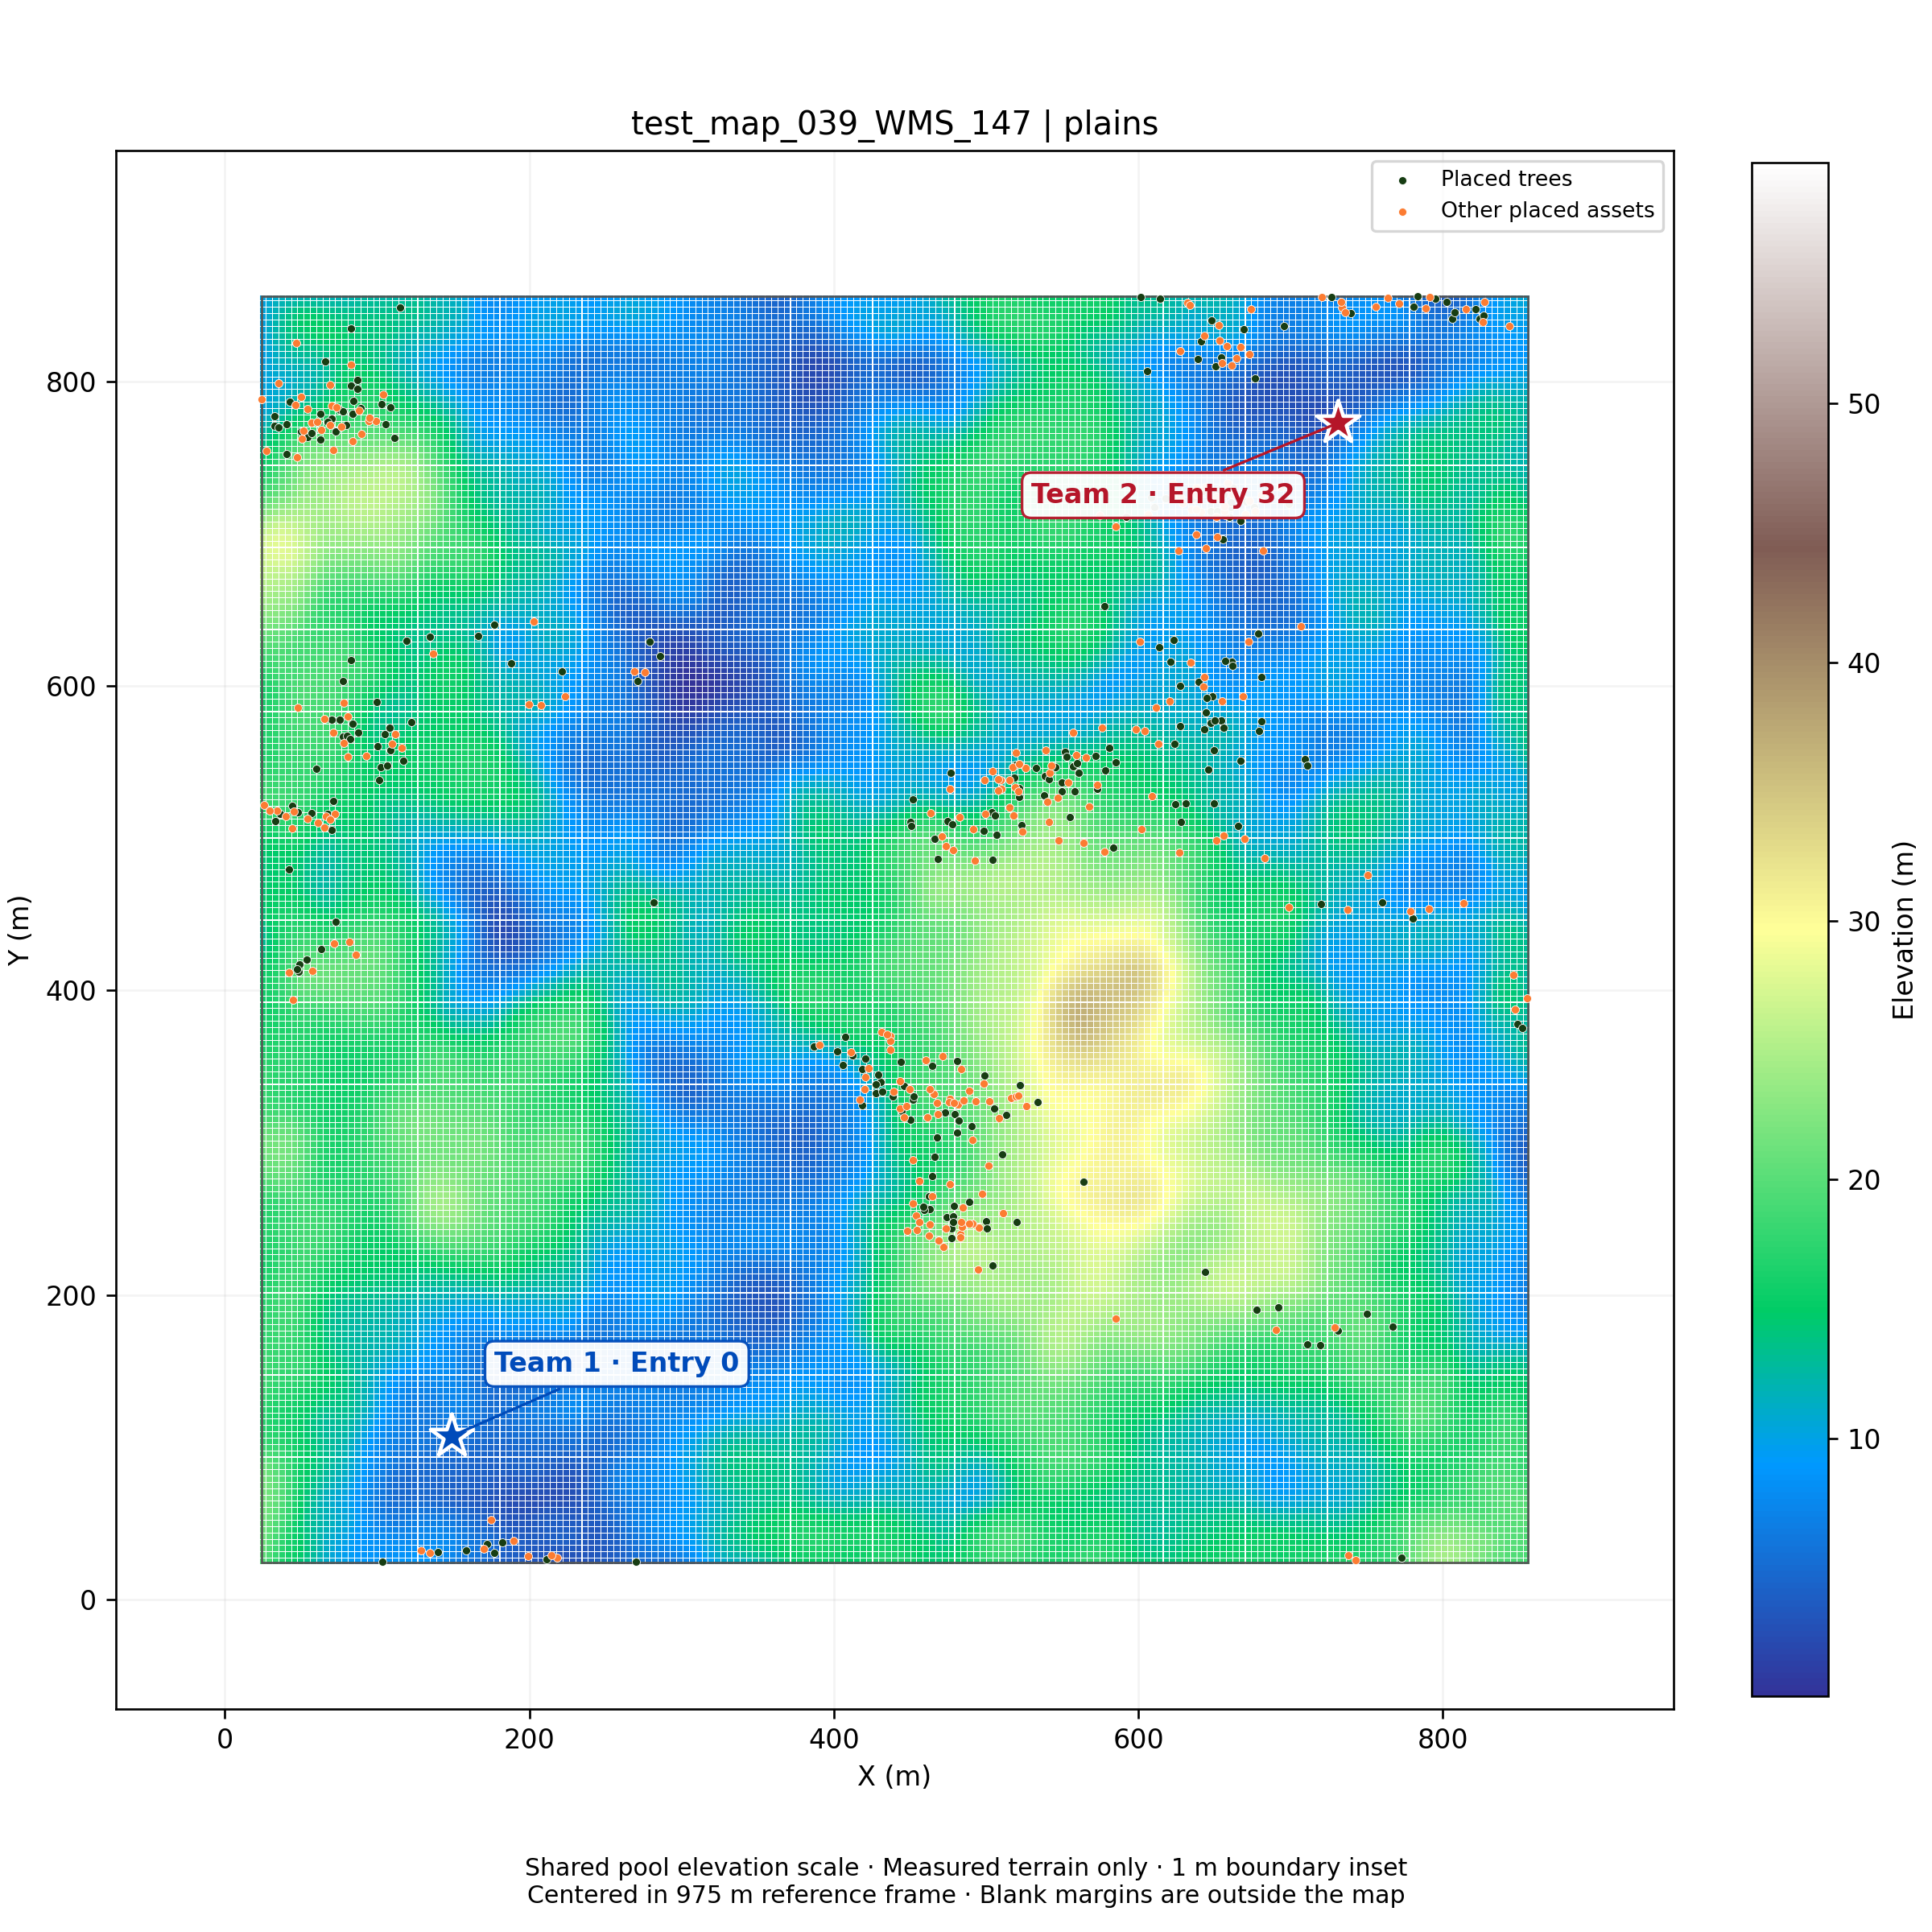 test_map_039_WMS_147 | plains
Placed trees
Other placed assets
Team 2 · Entry 32
Team 1 · Entry 0
800
600
400
200
0
Y (m)
0
200
400
600
800
X (m)
50
40
30
20
10
Elevation (m)
Shared pool elevation scale · Measured terrain only · 1 m boundary inset
Centered in 975 m reference frame · Blank margins are outside the map